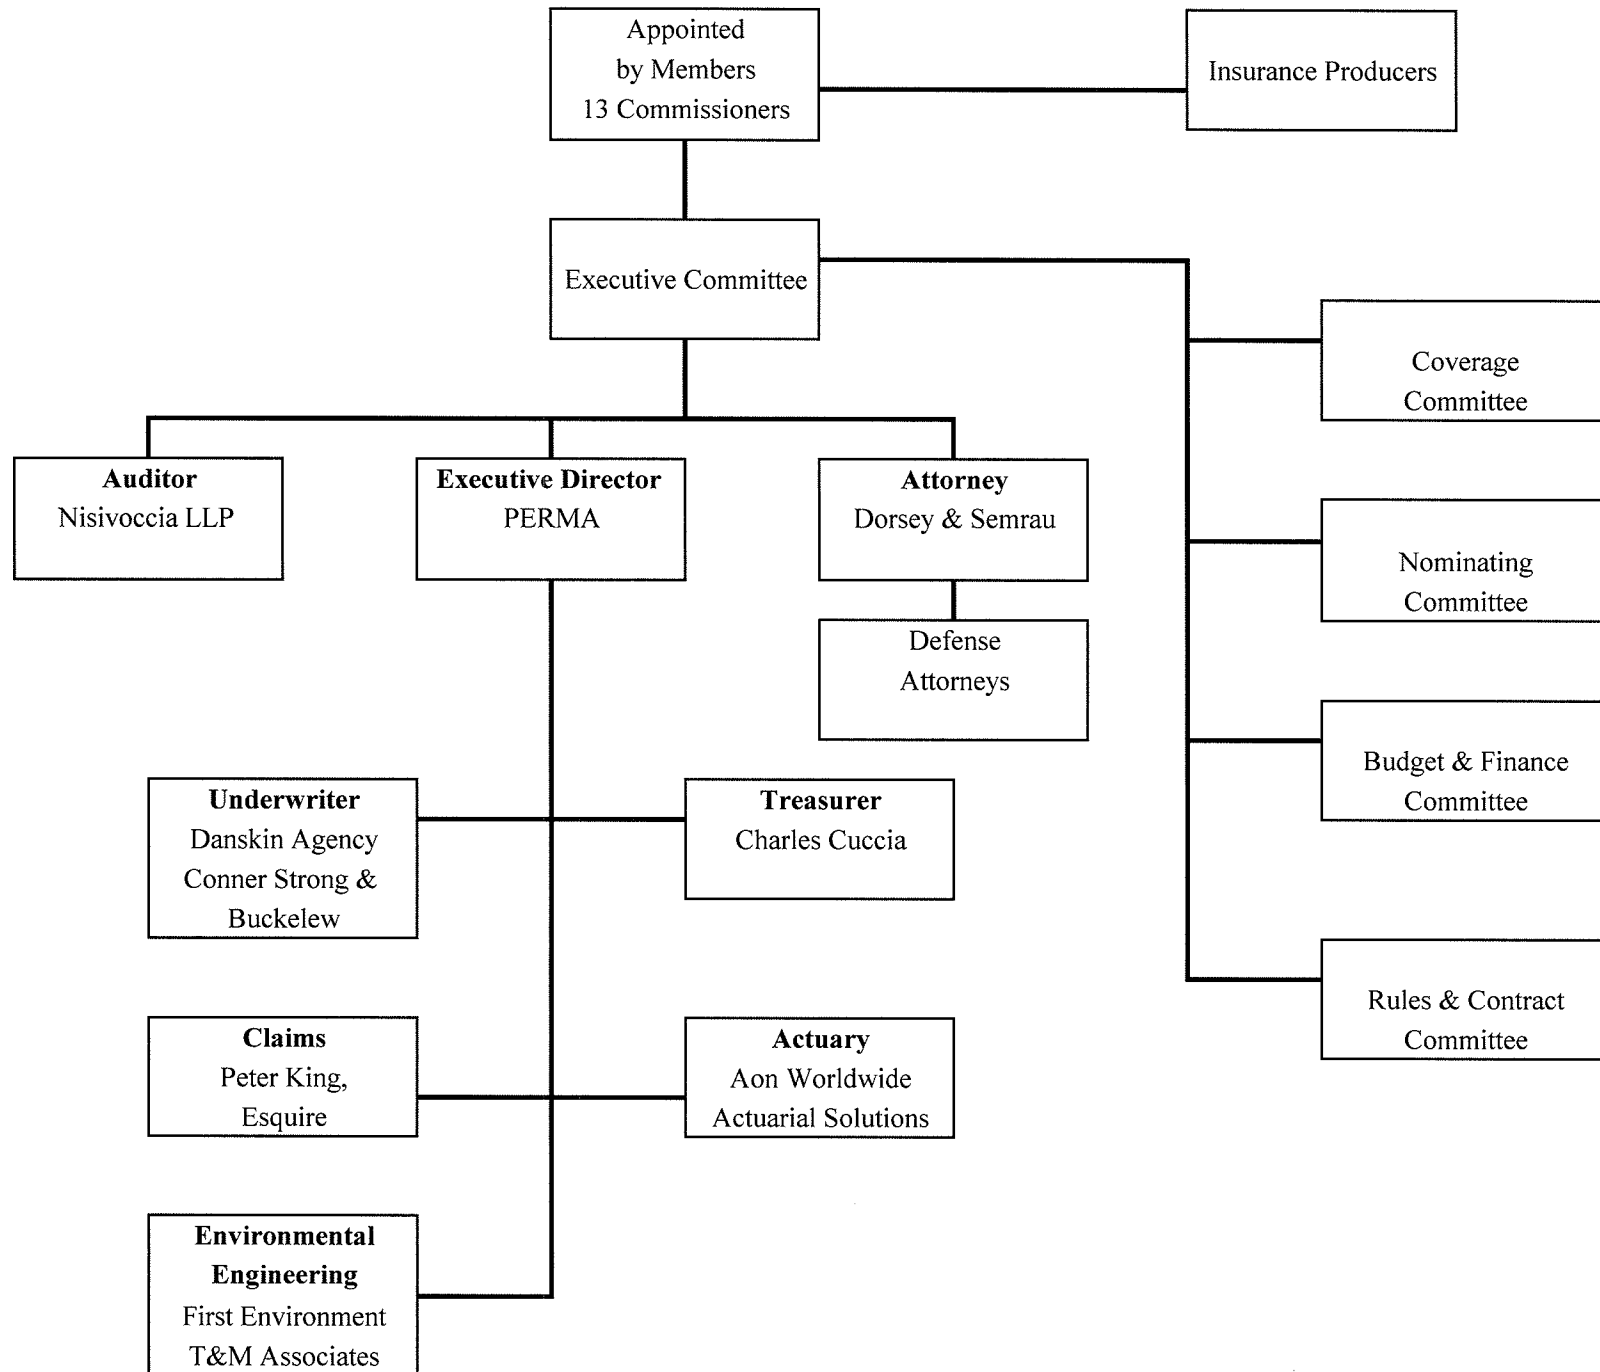 Appointed
by Members
13 Commissioners
Insurance Producers
Executive Committee
Coverage
Committee
Auditor
Nisivoccia LLP
Executive Director
PERMA
Attorney
Dorsey & Semrau
Nominating
Committee
Defense
Attorneys
Budget & Finance
Committee
Underwriter
Danskin Agency
Conner Strong &
Buckelew
Treasurer
Charles Cuccia
Rules & Contract
Committee
Claims
Peter King,
Esquire
Actuary
Aon Worldwide
Actuarial Solutions
Environmental
Engineering
First Environment
T&M Associates